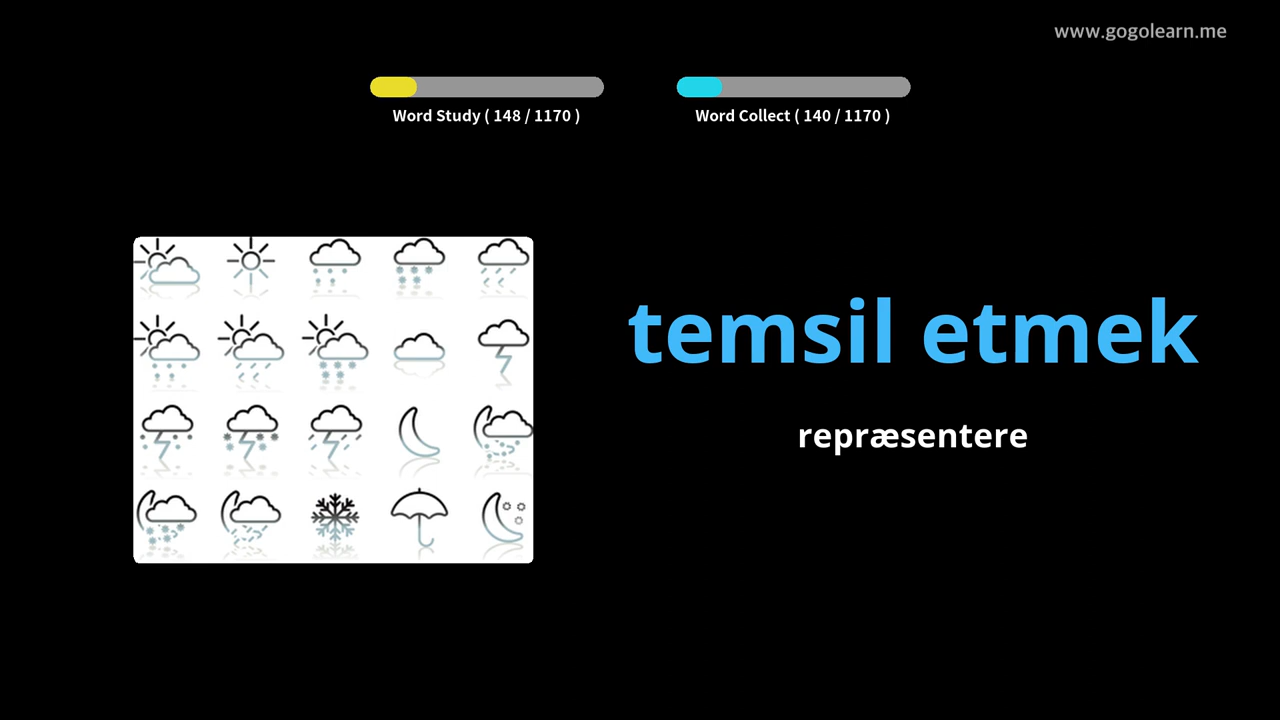 www.gogolearn.me
Word Study ( 148 / 1170 )
Word Collect ( 140 / 1170 )
temsil etmek
repræsentere